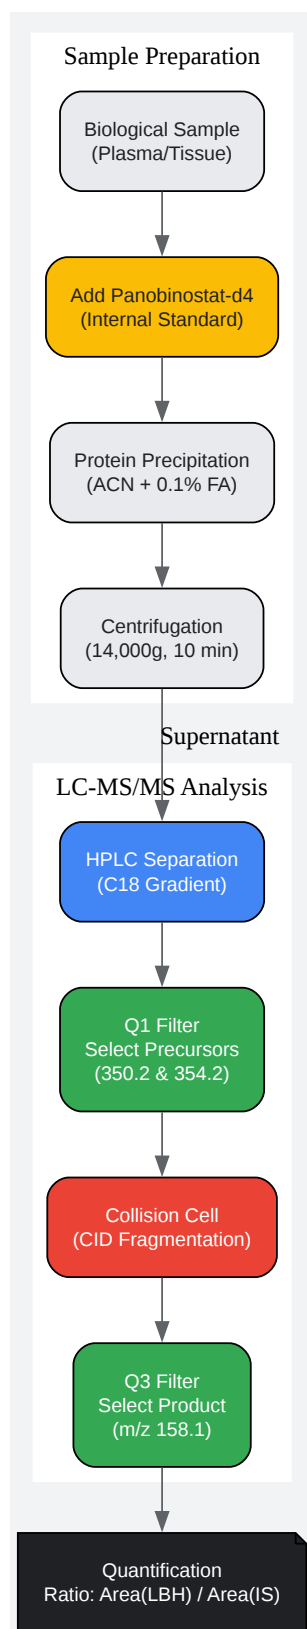 Sample Preparation
Biological Sample
(Plasma/Tissue)
Add Panobinostat-d4
(Internal Standard)
Protein Precipitation
(ACN + 0.1% FA)
Centrifugation
(14,000g, 10 min)
Supernatant
LC-MS/MS Analysis
HPLC Separation
(C18 Gradient)
Q1 Filter
Select Precursors
(350.2 & 354.2)
Collision Cell
(CID Fragmentation)
Q3 Filter
Select Product
(m/z 158.1)
Quantification
Ratio: Area(LBH) / Area(IS)